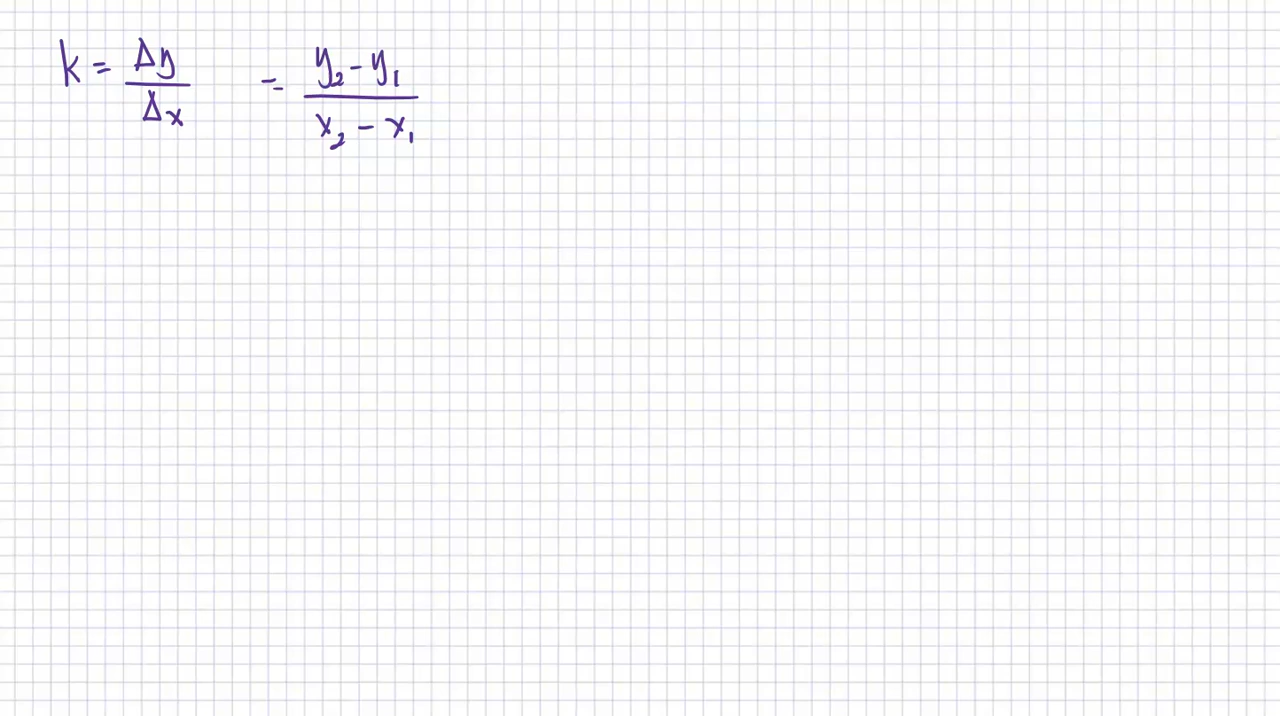 k = Δy/Δx = (y₂ - y₁)/(x₂ - x₁)